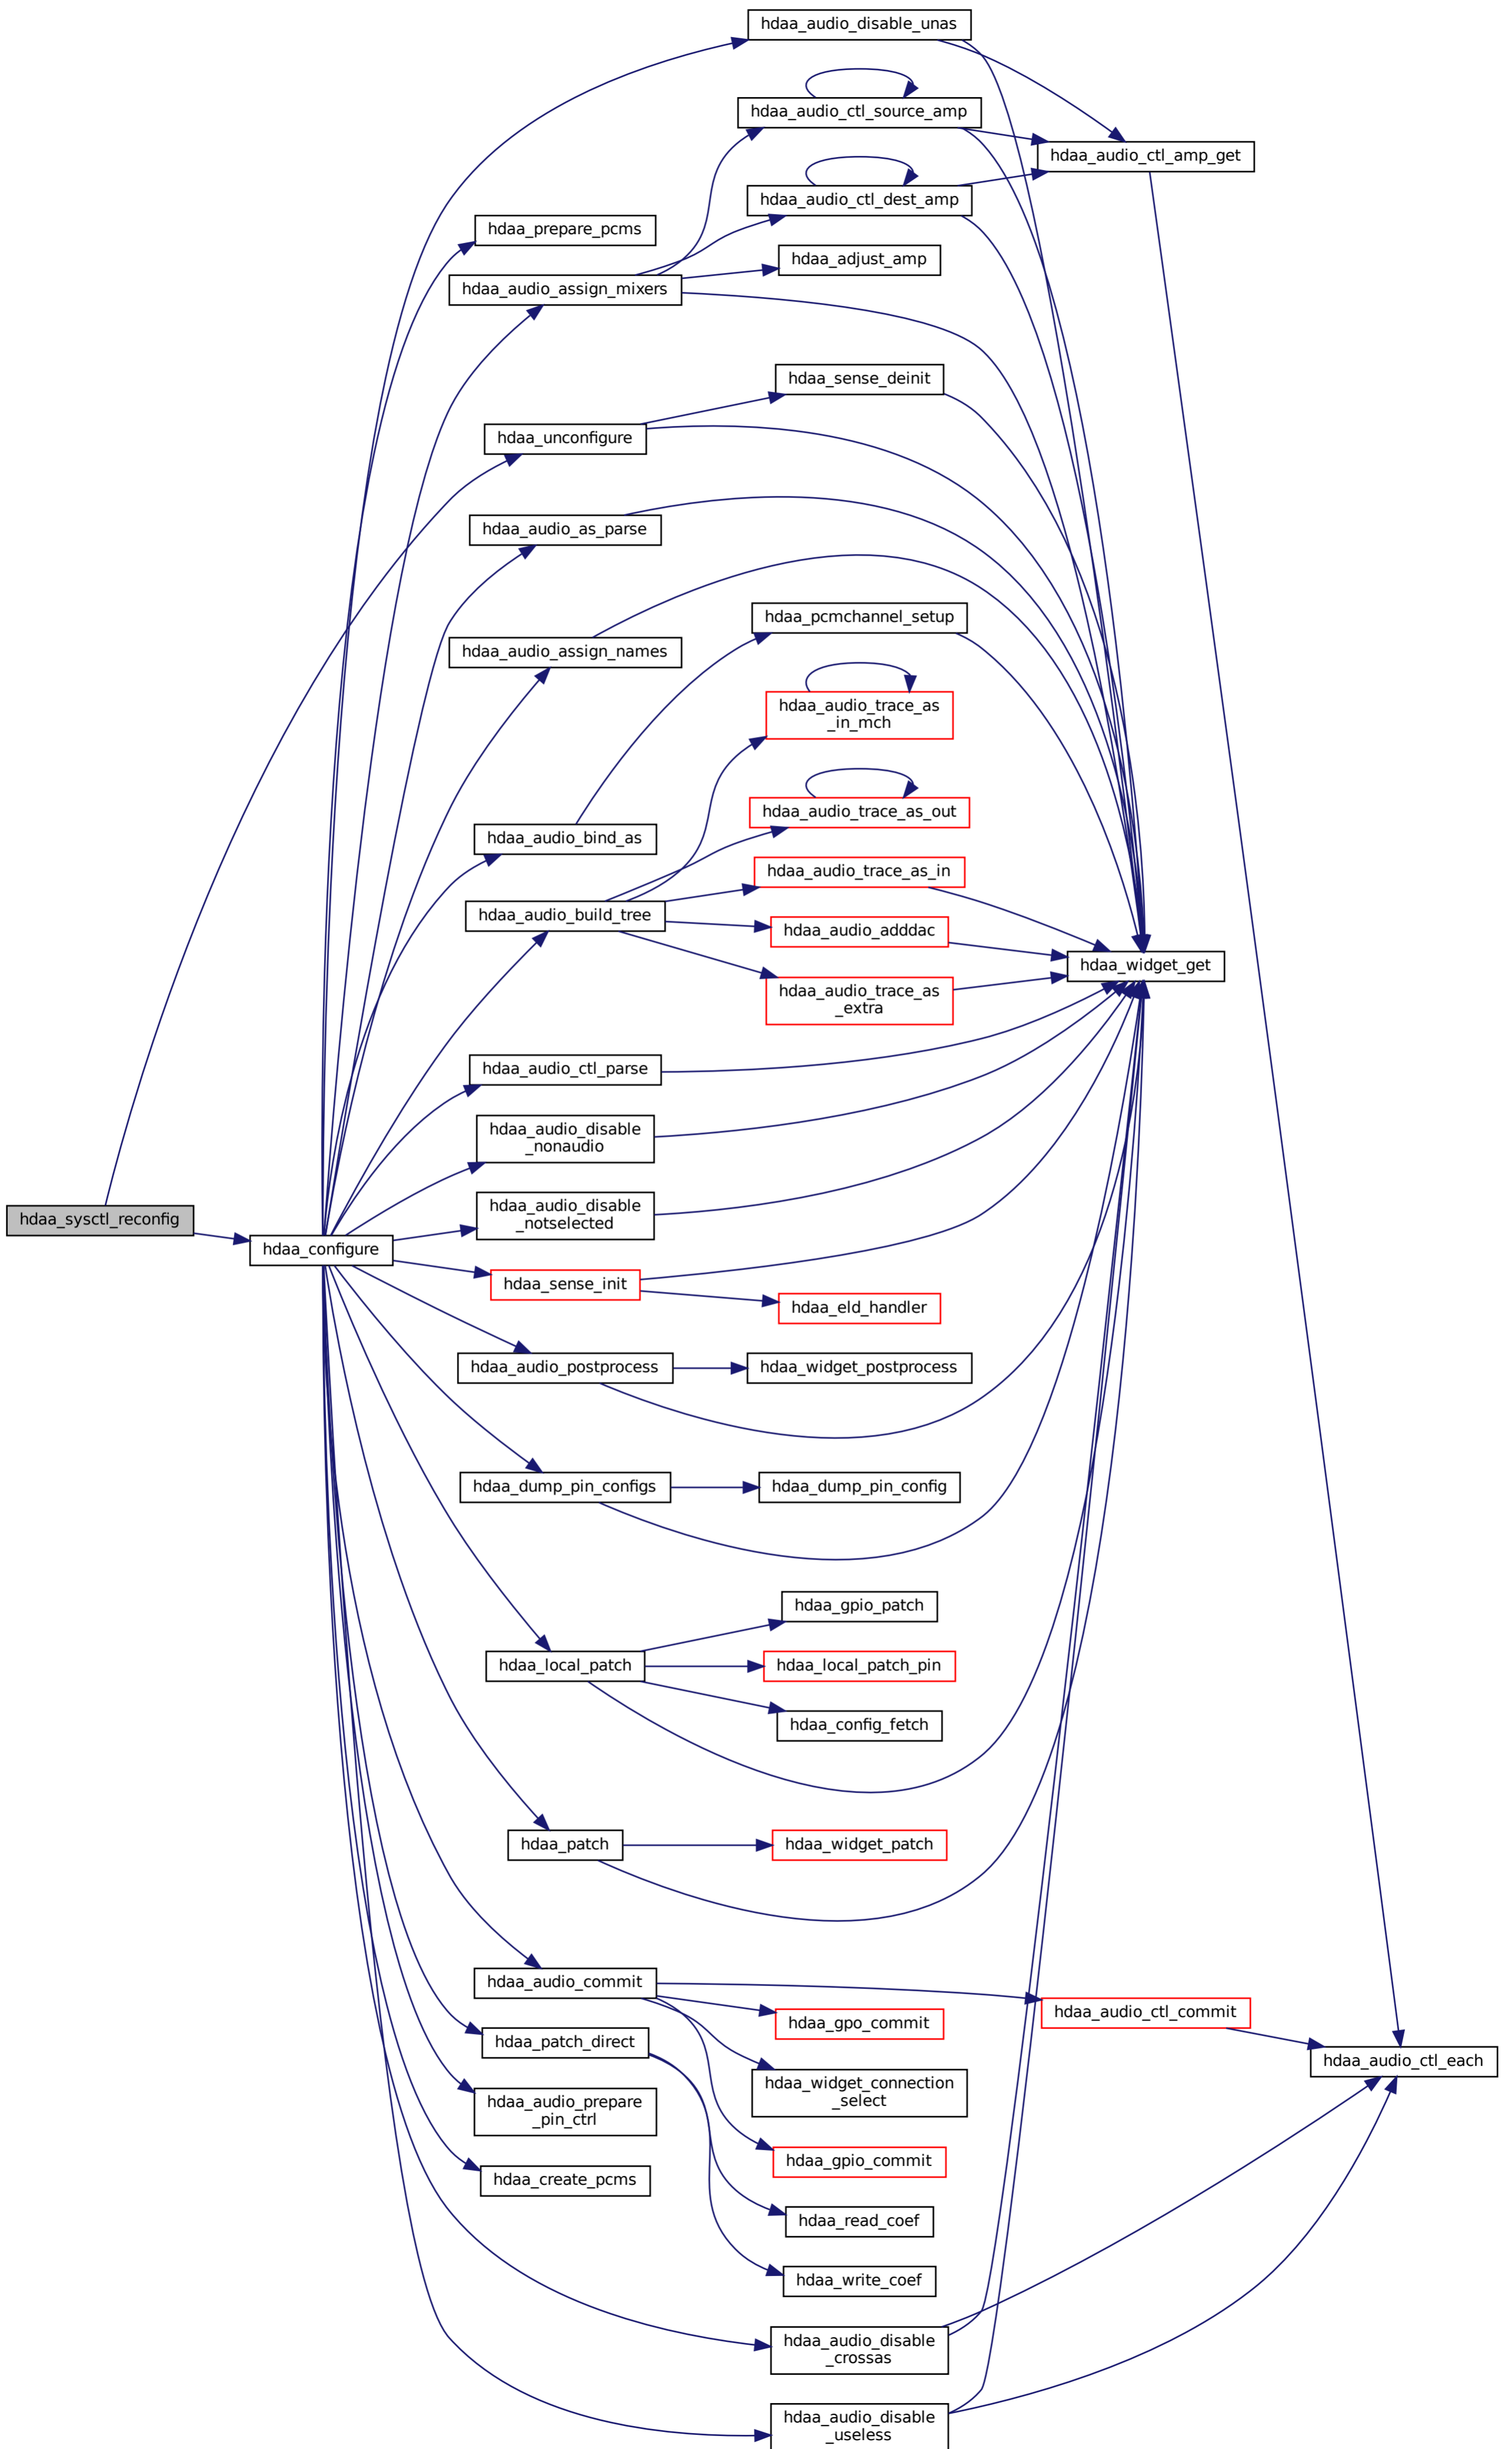 hdaa_audio_disable_unas
hdaa_audio_ctl_source_amp
hdaa_audio_ctl_amp_get
hdaa_audio_ctl_dest_amp
hdaa_prepare_pcms
hdaa_adjust_amp
hdaa_audio_assign_mixers
hdaa_sense_deinit
hdaa_unconfigure
hdaa_audio_as_parse
hdaa_pcmchannel_setup
hdaa_audio_assign_names
hdaa_audio_trace_as
_in_mch
hdaa_audio_trace_as_out
hdaa_audio_bind_as
hdaa_audio_trace_as_in
hdaa_audio_build_tree
hdaa_audio_adddac
hdaa_widget_get
hdaa_audio_trace_as
_extra
hdaa_audio_ctl_parse
hdaa_audio_disable
_nonaudio
hdaa_audio_disable
_notselected
hdaa_sysctl_reconfig
hdaa_configure
hdaa_sense_init
hdaa_eld_handler
hdaa_audio_postprocess
hdaa_widget_postprocess
hdaa_dump_pin_configs
hdaa_dump_pin_config
hdaa_gpio_patch
hdaa_local_patch
hdaa_local_patch_pin
hdaa_config_fetch
hdaa_patch
hdaa_widget_patch
hdaa_audio_commit
hdaa_audio_ctl_commit
hdaa_gpo_commit
hdaa_patch_direct
hdaa_audio_ctl_each
hdaa_widget_connection
_select
hdaa_audio_prepare
_pin_ctrl
hdaa_gpio_commit
hdaa_create_pcms
hdaa_read_coef
hdaa_write_coef
hdaa_audio_disable
_crossas
hdaa_audio_disable
_useless